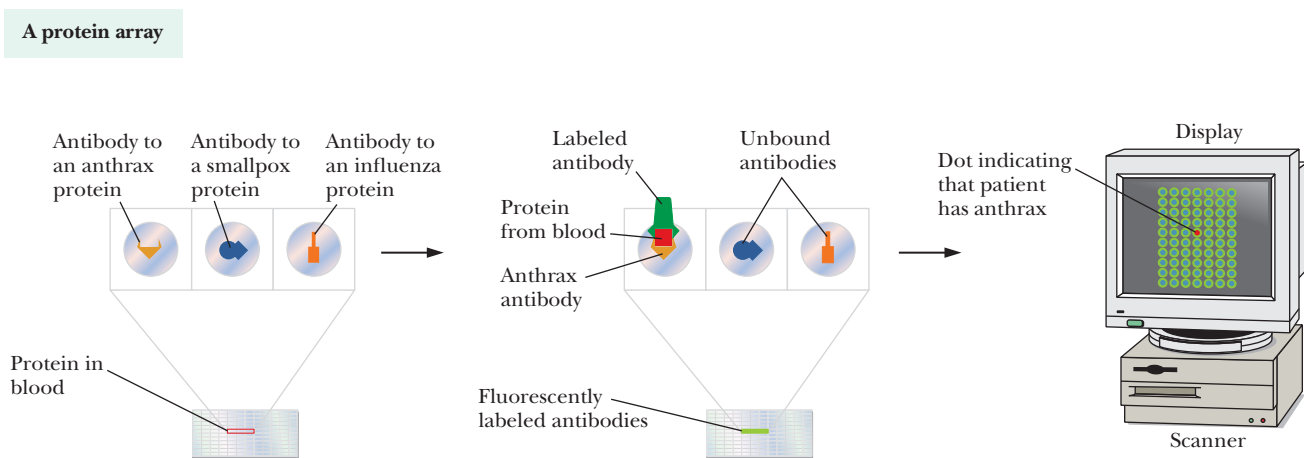 A protein array
Antibody to
an anthrax
protein
Antibody to
a smallpox
protein
Antibody to
an influenza
protein
Protein in
blood
Labeled
antibody
Unbound
antibodies
Protein
from blood
Anthrax
antibody
Fluorescently
labeled antibodies
Display
Dot indicating
that patient
has anthrax
Scanner